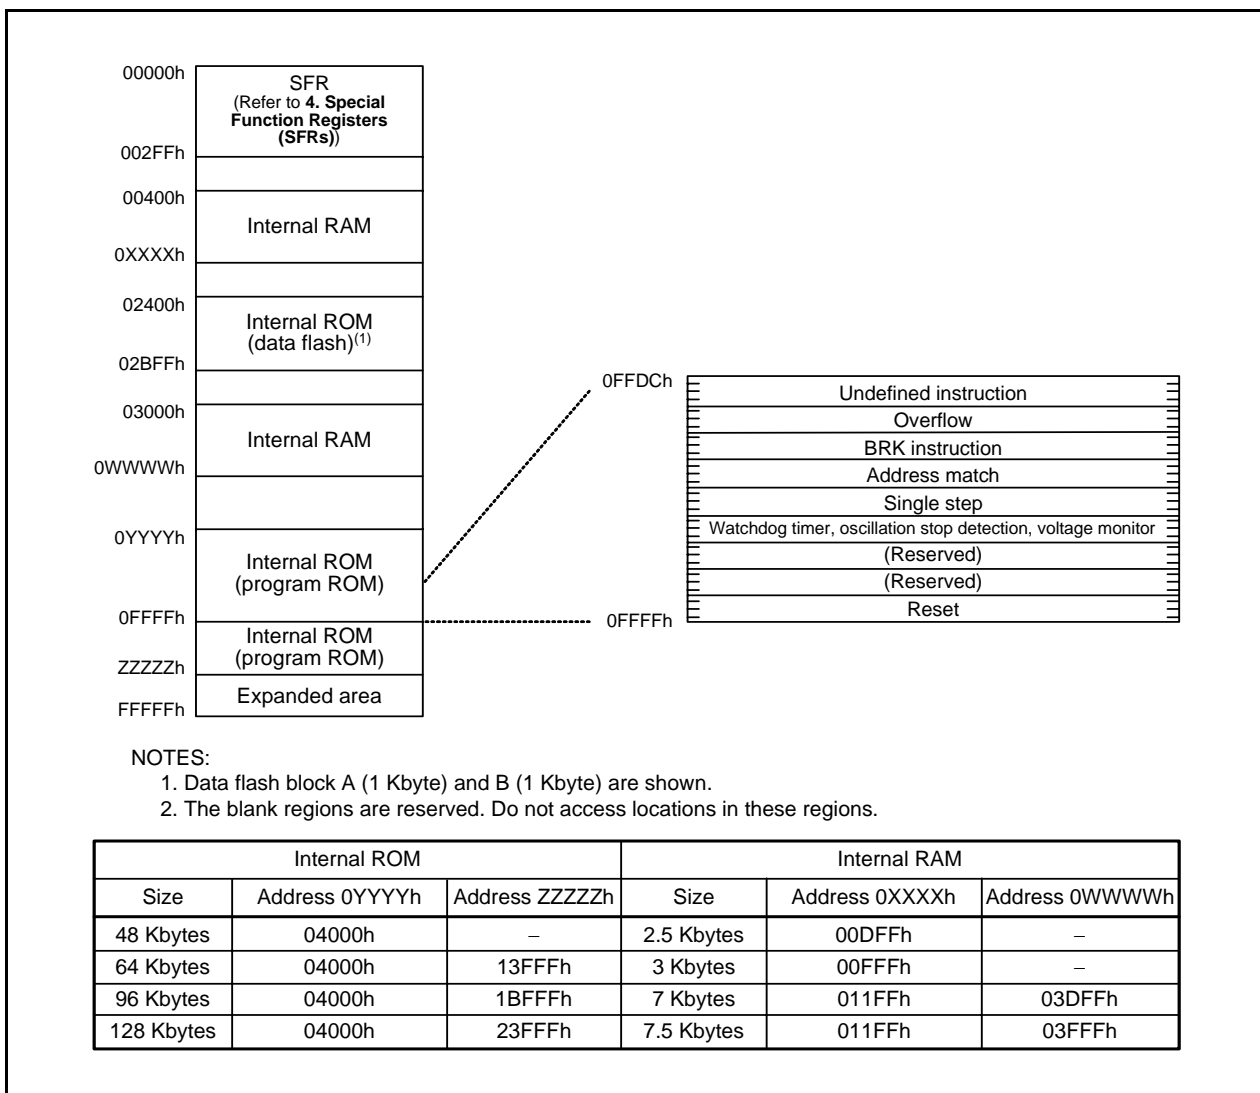 00000h
SFR
(Refer to 4. Special
Function Registers
(SFRs))
002FFh
00400h
Internal RAM
0XXXXh
02400h
Internal ROM
(data flash)(1)
02BFFh
03000h
Internal RAM
0WWWWh
0YYYYh
Internal ROM
(program ROM)
0FFFFh
Internal ROM
(program ROM)
ZZZZZh
Expanded area
FFFFFh
0FFDCh
Undefined instruction
Overflow
BRK instruction
Address match
Single step
Watchdog timer, oscillation stop detection, voltage monitor
(Reserved)
(Reserved)
0FFFFh
Reset
NOTES:
1. Data flash block A (1 Kbyte) and B (1 Kbyte) are shown.
2. The blank regions are reserved. Do not access locations in these regions.
Internal ROM Internal RAM
Size Address 0YYYYh Address ZZZZZh Size Address 0XXXXh Address 0WWWWh
48 Kbytes 04000h – 2.5 Kbytes 00DFFh –
64 Kbytes 04000h 13FFFh 3 Kbytes 00FFFh –
96 Kbytes 04000h 1BFFFh 7 Kbytes 011FFh 03DFFh
128 Kbytes 04000h 23FFFh 7.5 Kbytes 011FFh 03FFFh